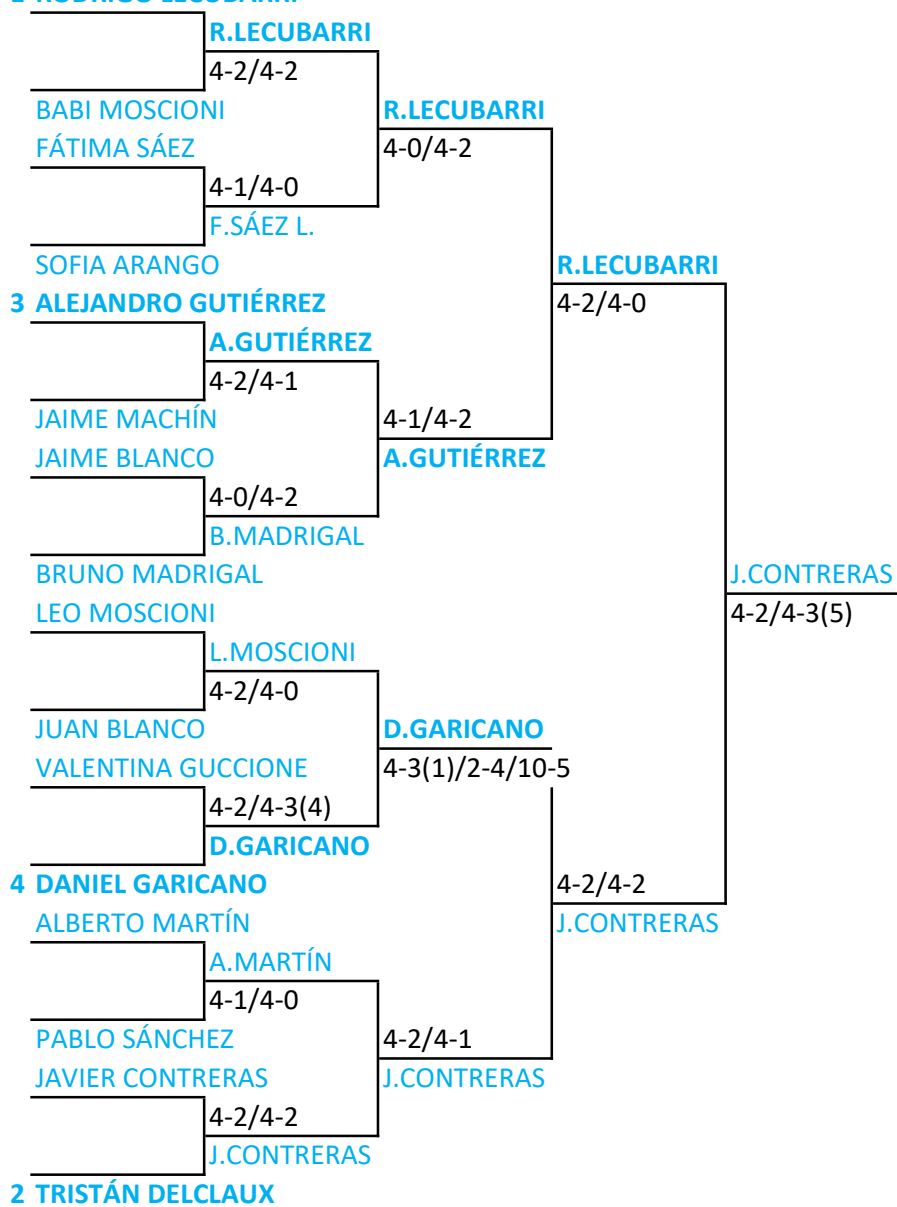 R.LECUBARRI
4-2/4-2
BABI MOSCIONI
R.LECUBARRI
FÁTIMA SÁEZ
4-0/4-2
4-1/4-0
F.SÁEZ L.
SOFIA ARANGO
R.LECUBARRI
3 ALEJANDRO GUTIÉRREZ
4-2/4-0
A.GUTIÉRREZ
4-2/4-1
JAIME MACHÍN
4-1/4-2
JAIME BLANCO
A.GUTIÉRREZ
4-0/4-2
B.MADRIGAL
BRUNO MADRIGAL
J.CONTRERAS
LEO MOSCIONI
4-2/4-3(5)
L.MOSCIONI
4-2/4-0
JUAN BLANCO
D.GARICANO
VALENTINA GUCCIONE
4-3(1)/2-4/10-5
4-2/4-3(4)
D.GARICANO
4 DANIEL GARICANO
4-2/4-2
ALBERTO MARTÍN
J.CONTRERAS
A.MARTÍN
4-1/4-0
PABLO SÁNCHEZ
4-2/4-1
JAVIER CONTRERAS
J.CONTRERAS
4-2/4-2
J.CONTRERAS
2 TRISTÁN DELCLAUX